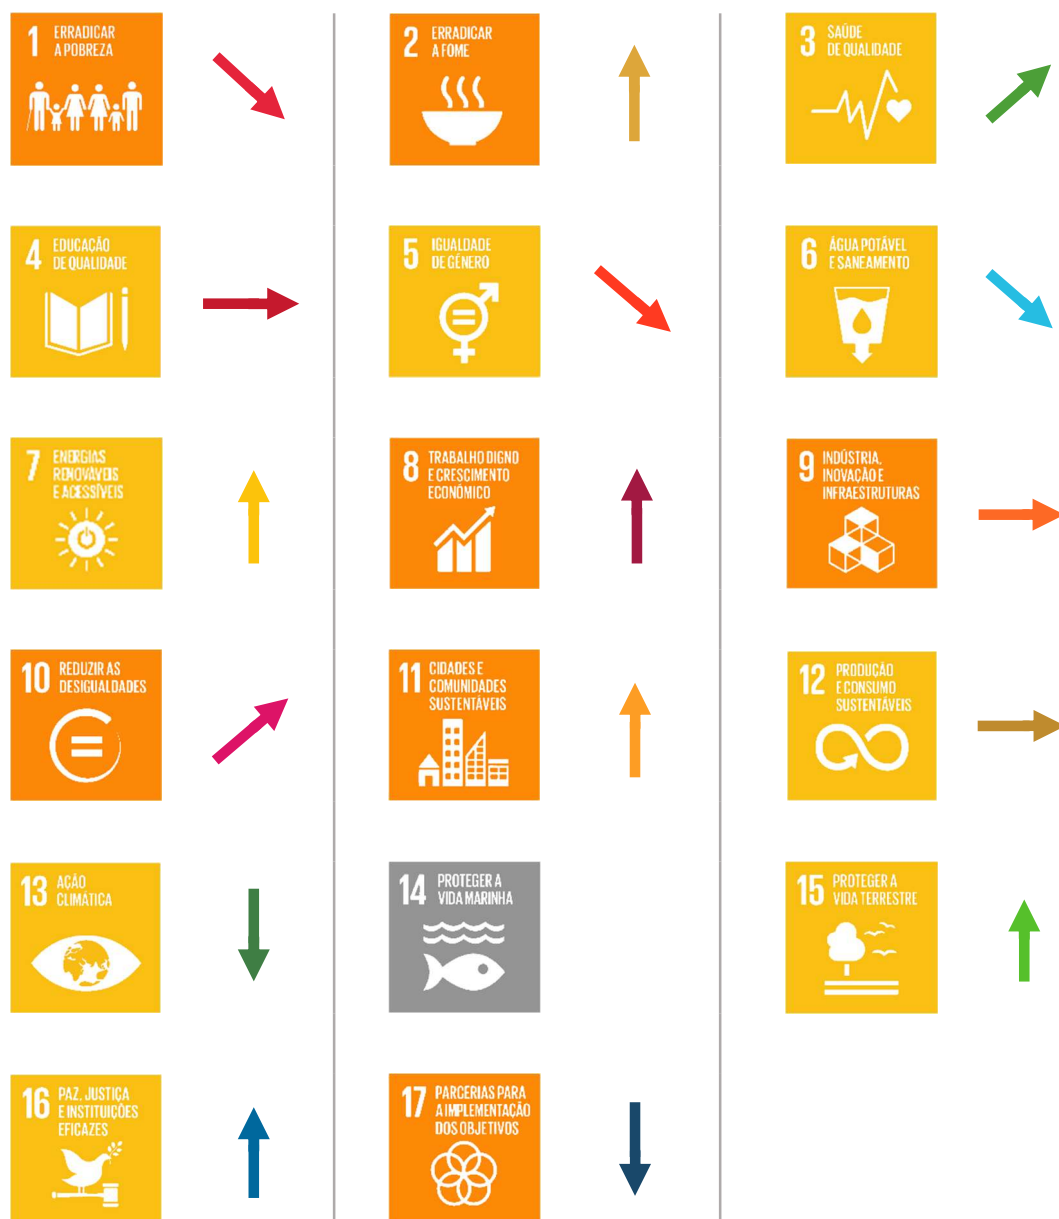 1 ERRADICAR
A POBREZA
2 ERRADICAR
A FOME
3 SAÚDE
DE QUALIDADE
4 EDUCAÇÃO
DE QUALIDADE
5 IGUALDADE
DE GÉNERO
6 ÁGUA POTÁVEL
E SANEAMENTO
7 ENERGIAS
RENOVÁVEIS
E ACESSÍVEIS
8 TRABALHO DIGNO
E CRESCIMENTO
ECONÔMICO
9 INDÚSTRIA,
INOVAÇÃO E
INFRAESTRUTURAS
10 REDUZIR AS
DESIGUALDADES
11 CIDADES E
COMUNIDADES
SUSTENTÁVEIS
12 PRODUÇÃO
E CONSUMO
SUSTENTÁVEIS
13 AÇÃO
CLIMÁTICA
14 PROTEGER A
VIDA MARINHA
15 PROTEGER A
VIDA TERRESTRE
16 PAZ, JUSTIÇA
E INSTITUIÇÕES
EFICAZES
17 PARCERIAS PARA
A IMPLEMENTAÇÃO
DOS OBJETIVOS